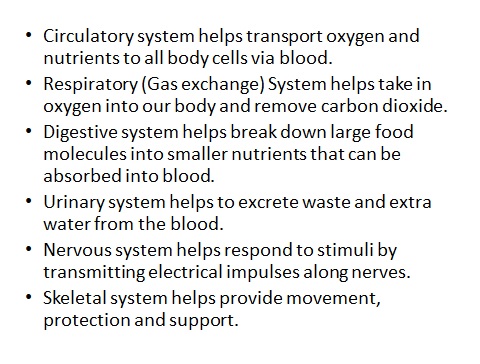 • Circulatory system helps transport oxygen and
nutrients to all body cells via blood.
• Respiratory (Gas exchange) System helps take in
oxygen into our body and remove carbon dioxide.
• Digestive system helps break down large food
molecules into smaller nutrients that can be
absorbed into blood.
• Urinary system helps to excrete waste and extra
water from the blood.
• Nervous system helps respond to stimuli by
transmitting electrical impulses along nerves.
• Skeletal system helps provide movement,
protection and support.